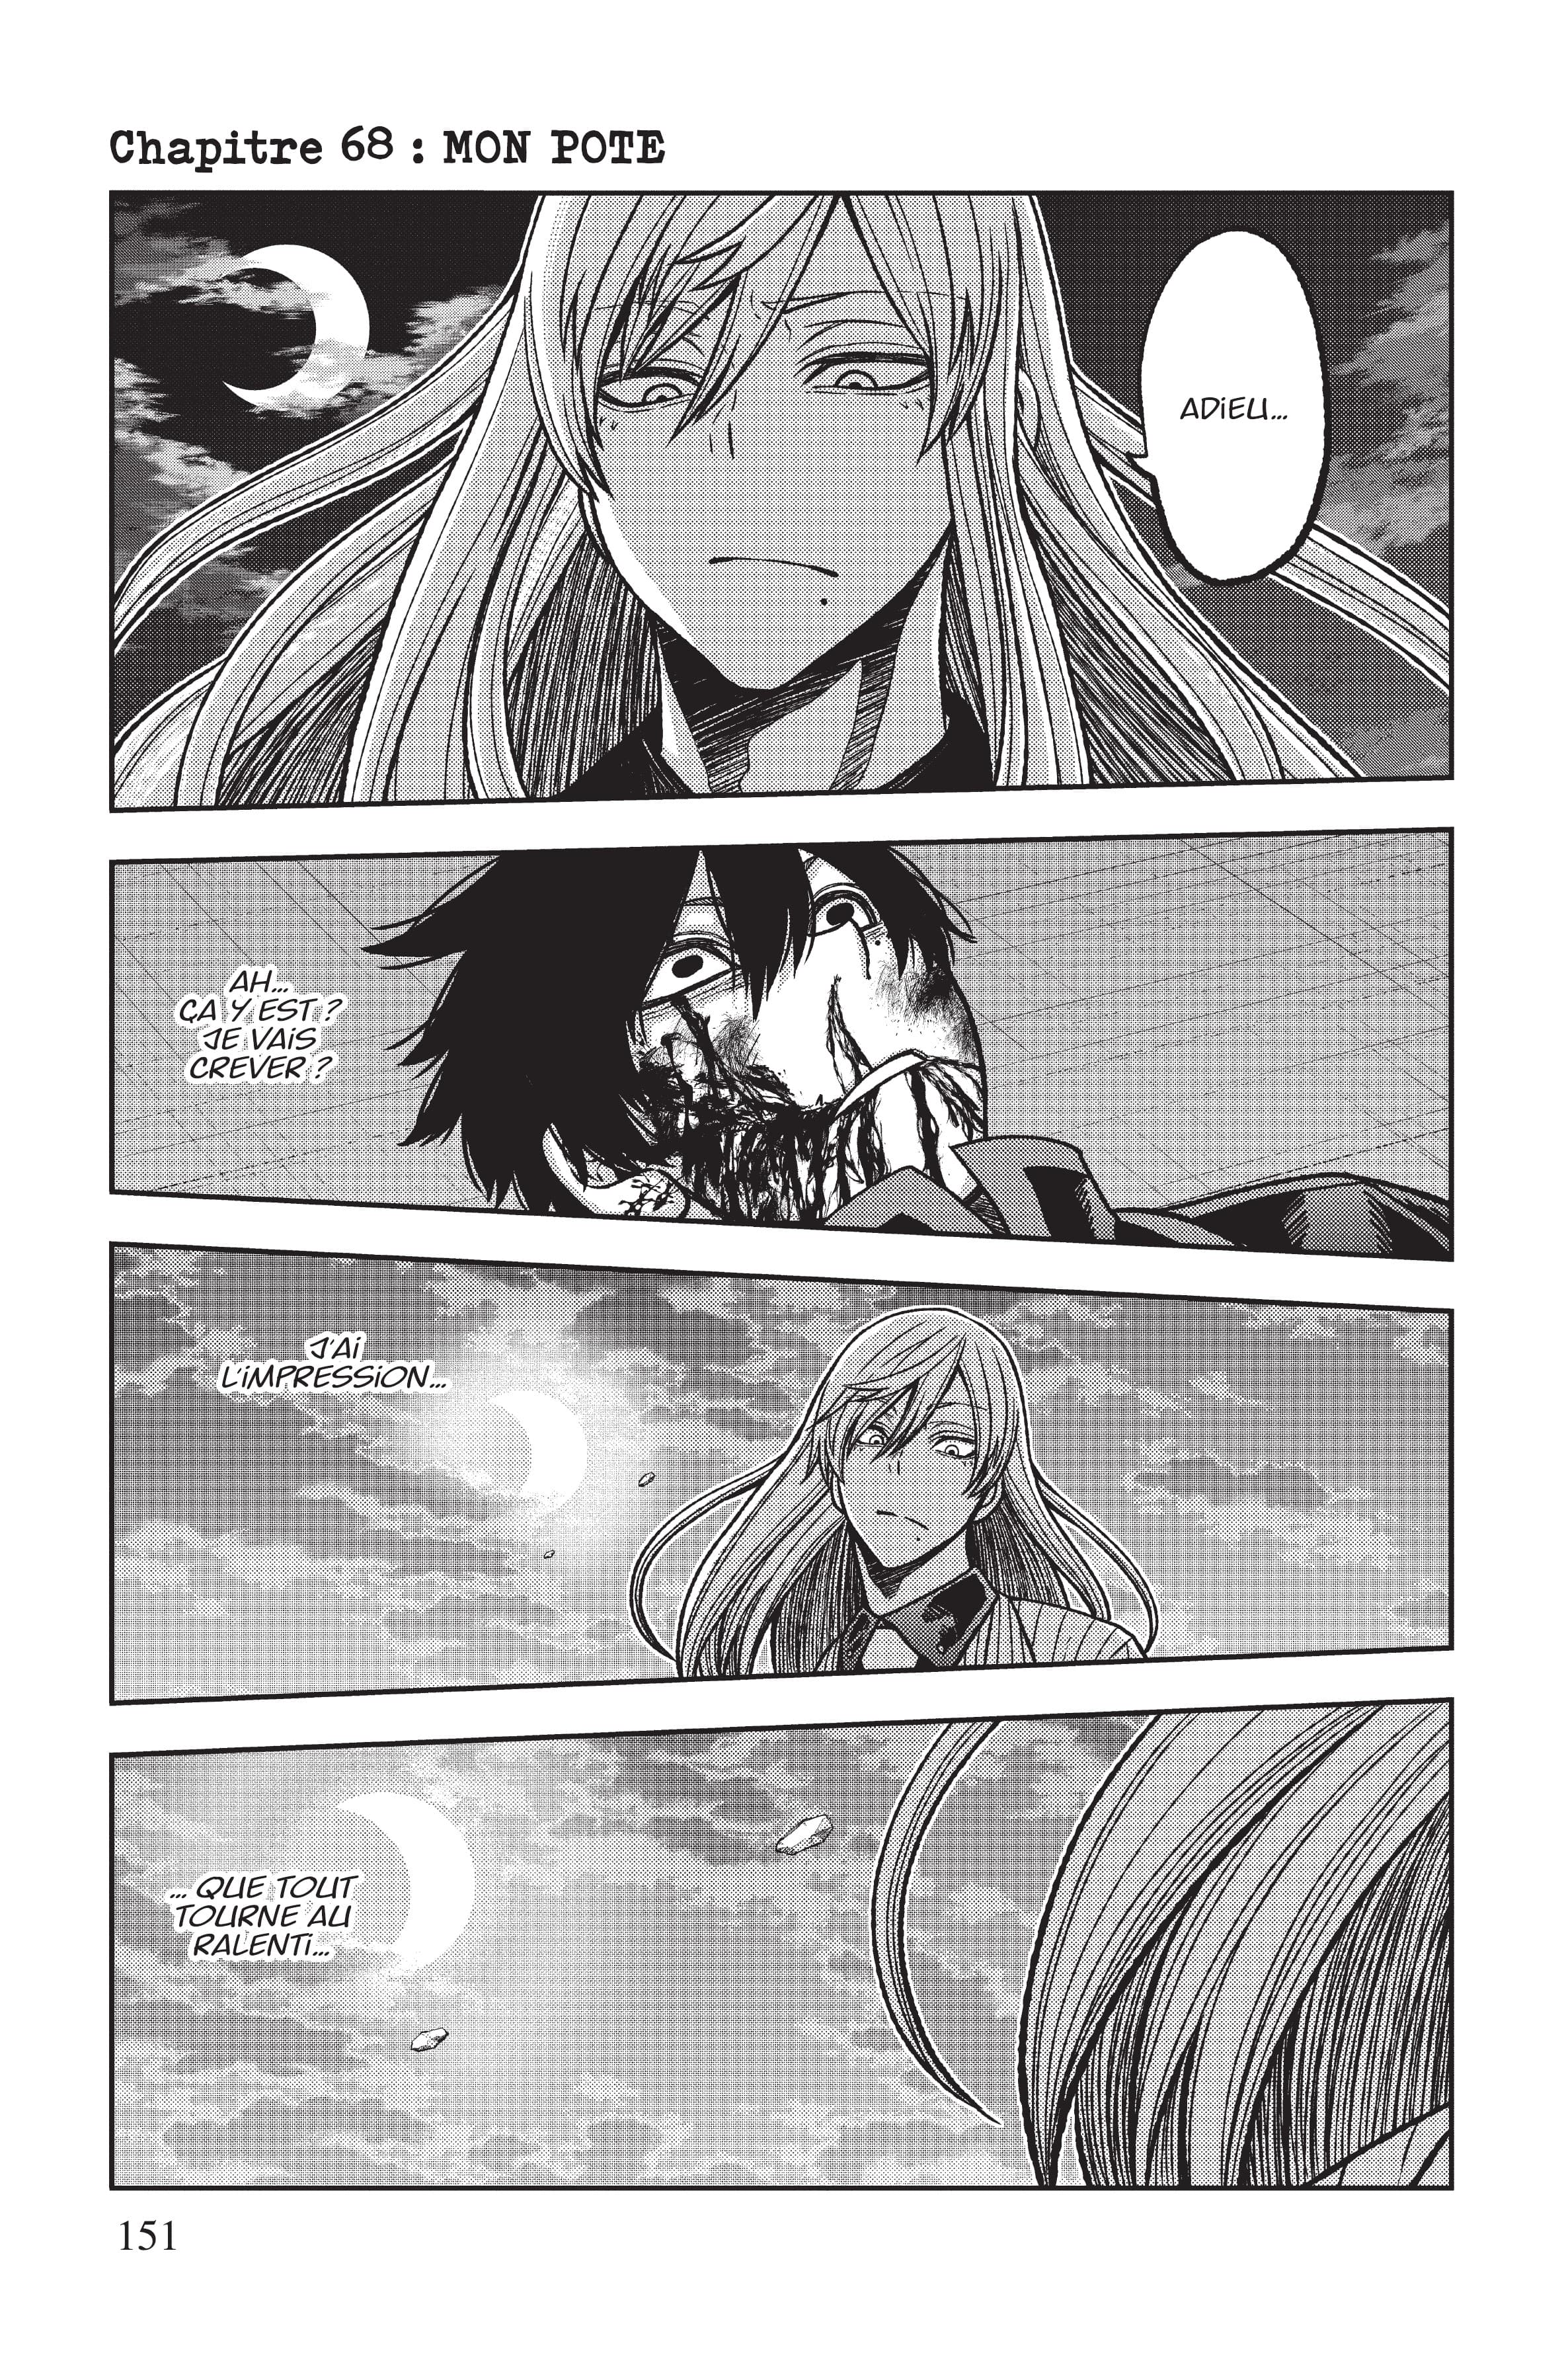 Chapitre 68 : MON POTE
ADIEU...
AH...
ÇA Y EST ?
JE VAIS
CREVER ?
J'AI
L'IMPRESSION...
... QUE TOUT
TOURNE AU
RALENTI...
151